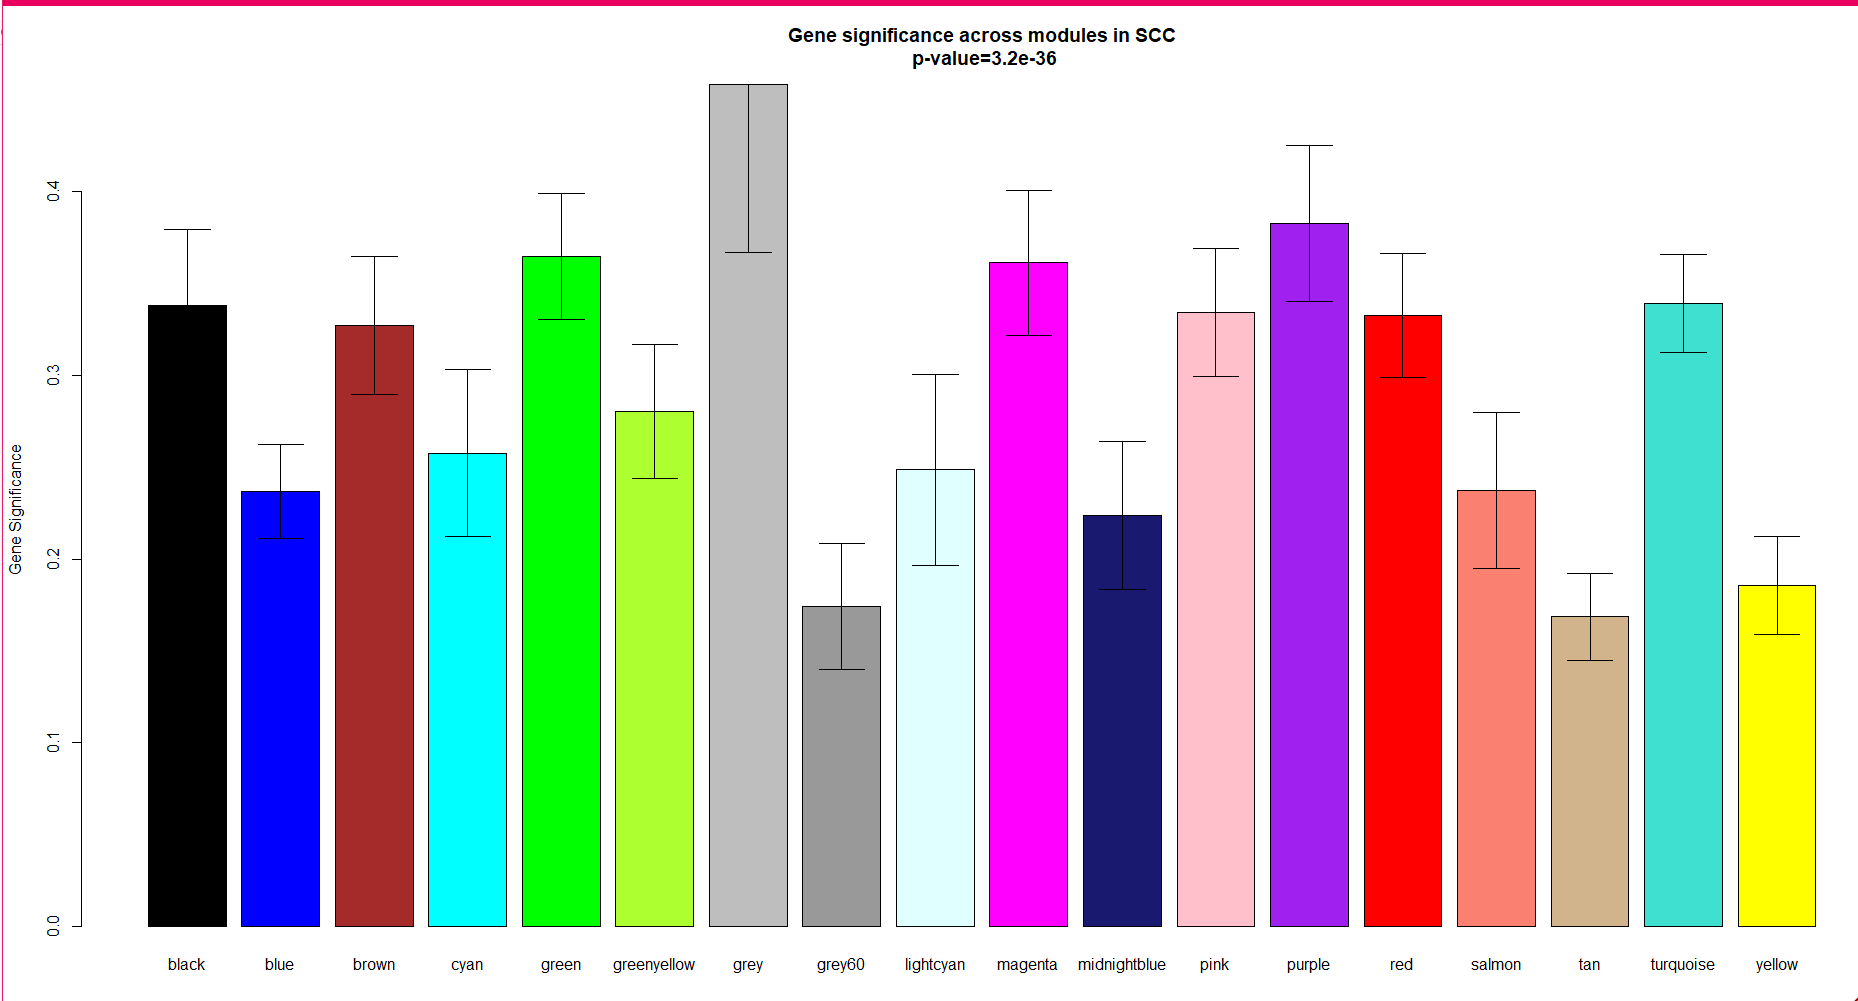 Gene significance across modules in SCC
p-value=3.2e-36
Gene Significance
0.4
0.3
0.2
0.1
0.0
black blue brown cyan green greenyellow grey grey60 lightcyan magenta midnightblue pink purple red salmon tan turquoise yellow